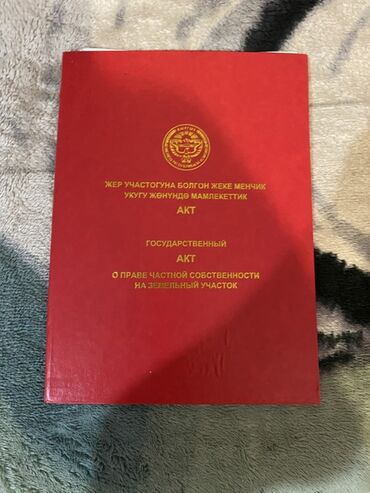 ЖЕР УЧАСТОГУНА БОЛГОН ЖЕКЕ МЕНЧИК
УКУГУ ЖӨНҮНДӨ МАМЛЕКЕТТИК
АКТ
ГОСУДАРСТВЕННЫЙ
АКТ
О ПРАВЕ ЧАСТНОЙ СОБСТВЕННОСТИ
НА ЗЕМЕЛЬНЫЙ УЧАСТОК